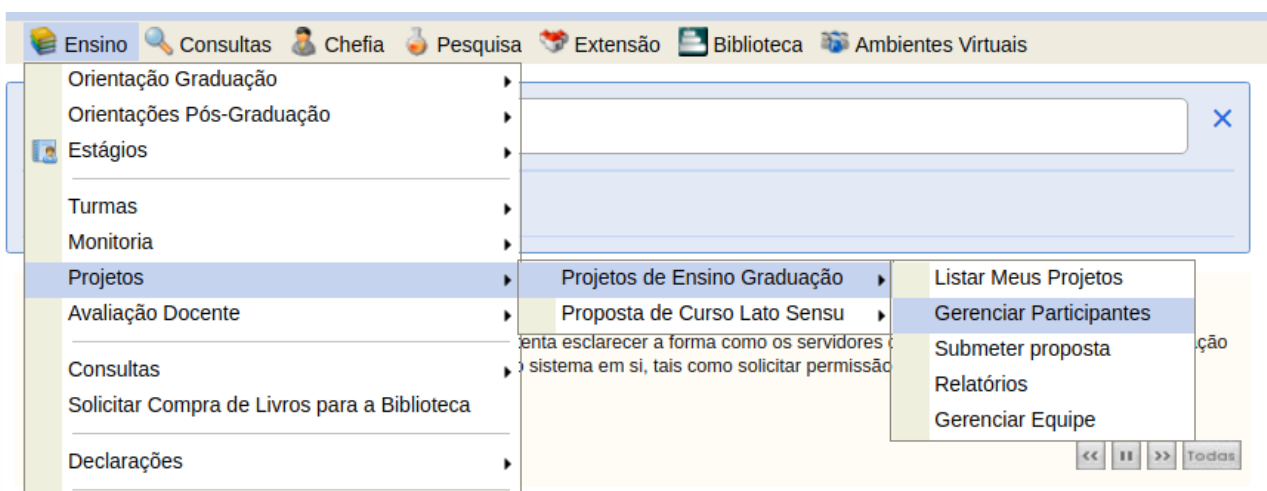 Ensino Consultas Chefia Pesquisa Extensão Biblioteca Ambientes Virtuais
Orientação Graduação
Orientações Pós-Graduação
Estágios
Turmas
Monitoria
Projetos
Avaliação Docente
Consultas
Solicitar Compra de Livros para a Biblioteca
Declarações
Projetos de Ensino Graduação
Proposta de Curso Lato Sensu
Listar Meus Projetos
Gerenciar Participantes
Submeter proposta
Relatórios
Gerenciar Equipe
esclarecer a forma como os servidores
sistema em si, tais como solicitar permissão
Todas